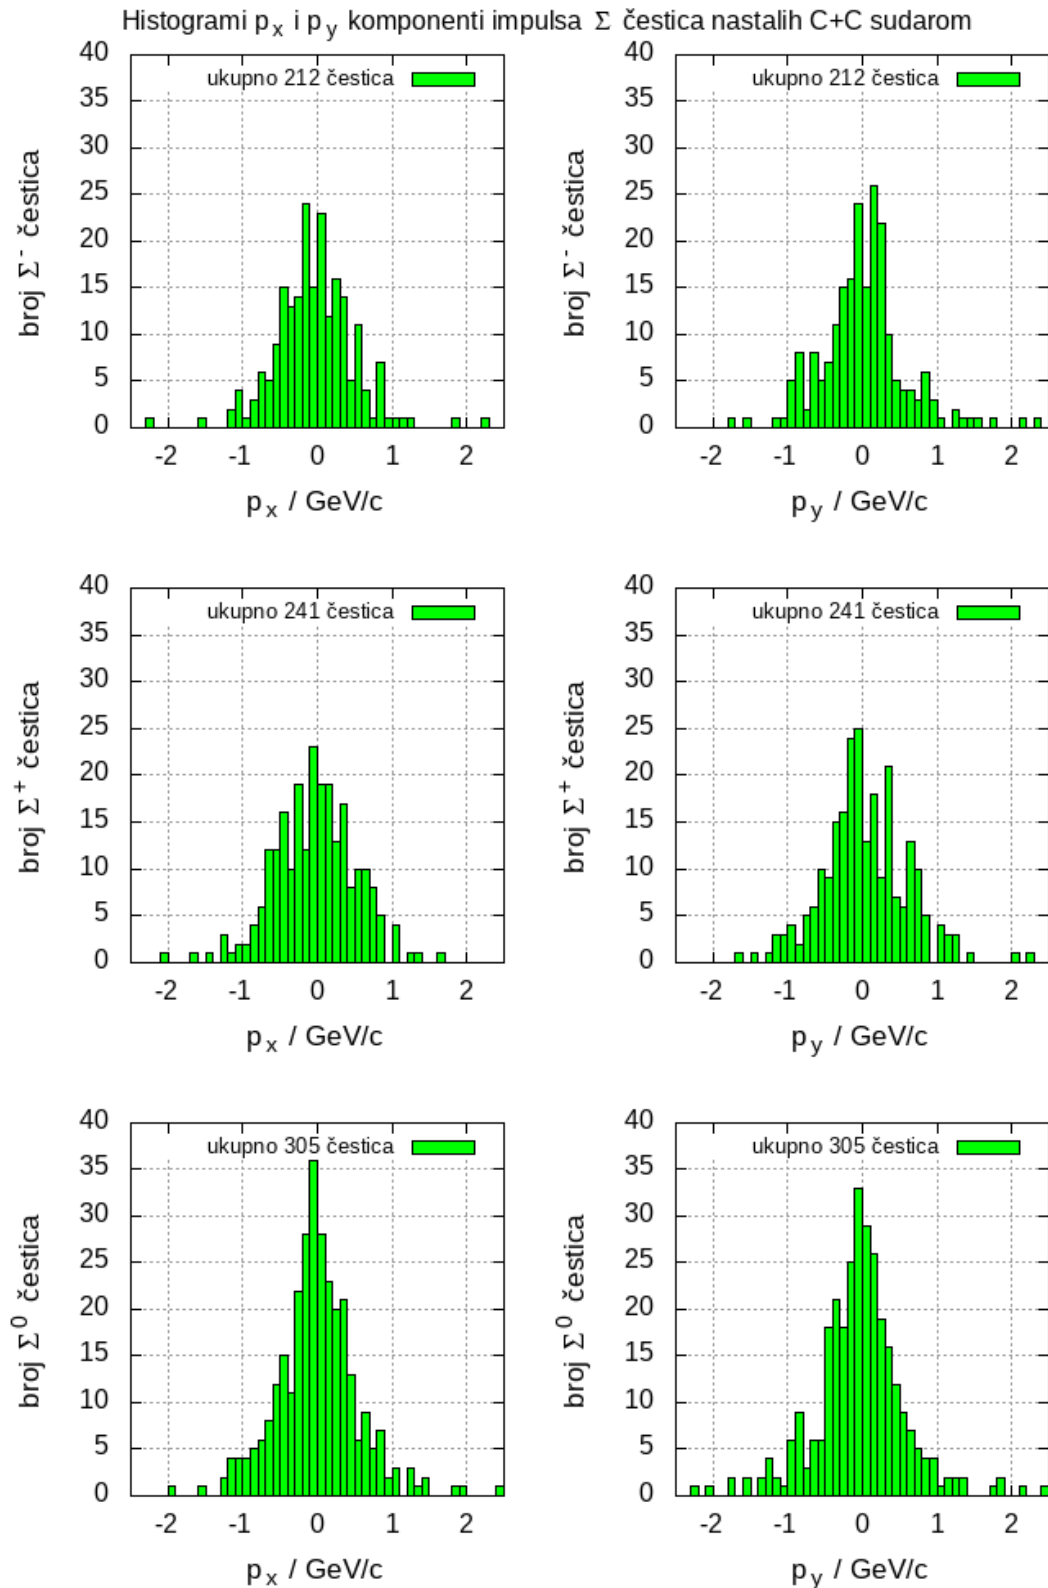 Histogrami p_x i p_y komponenti impulsa Σ čestica nastalih C+C sudarom
ukupno 212 čestica
broj Σ⁻ čestica
40
35
30
25
20
15
10
5
0
-2 -1 0 1 2
p_x / GeV/c
ukupno 212 čestica
broj Σ⁻ čestica
40
35
30
25
20
15
10
5
0
-2 -1 0 1 2
p_y / GeV/c
ukupno 241 čestica
broj Σ⁺ čestica
40
35
30
25
20
15
10
5
0
-2 -1 0 1 2
p_x / GeV/c
ukupno 241 čestica
broj Σ⁺ čestica
40
35
30
25
20
15
10
5
0
-2 -1 0 1 2
p_y / GeV/c
ukupno 305 čestica
broj Σ⁰ čestica
40
35
30
25
20
15
10
5
0
-2 -1 0 1 2
p_x / GeV/c
ukupno 305 čestica
broj Σ⁰ čestica
40
35
30
25
20
15
10
5
0
-2 -1 0 1 2
p_y / GeV/c